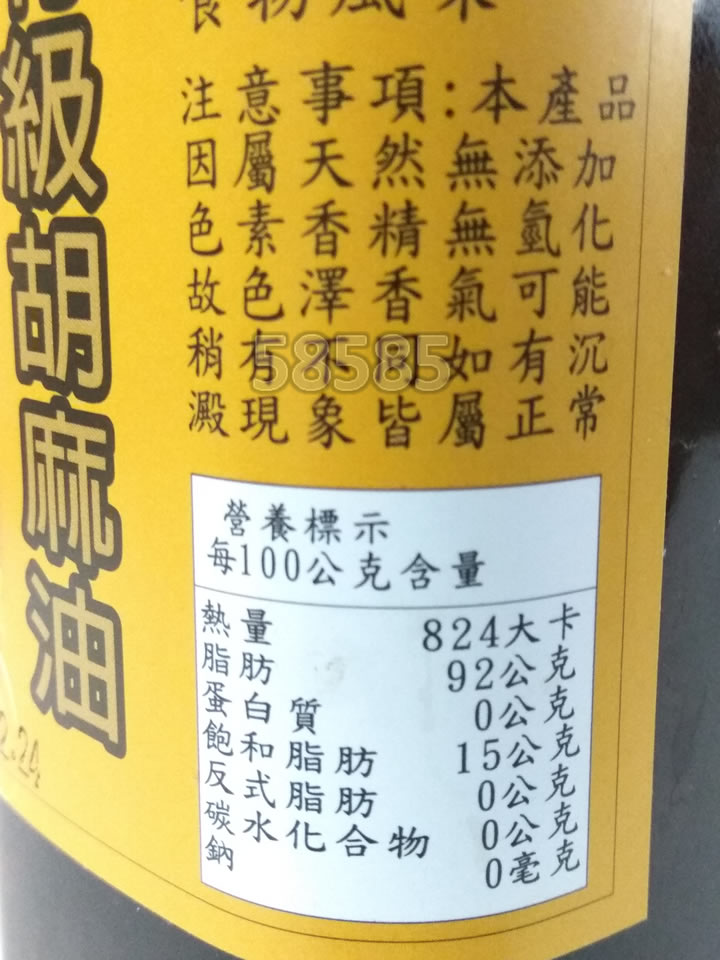 級胡麻油
注意事項:本產品
因屬天然無添加
色素香精無氫化
故色澤香氣可能
稍有不同如有沉
澱現象皆屬正常
58585
營養標示
每100公克含量
熱量 824大卡
脂肪 92公克
蛋白質 0公克
飽和脂肪 15公克
反式脂肪 0公克
碳水化合物 0公克
鈉 0毫克
2.24